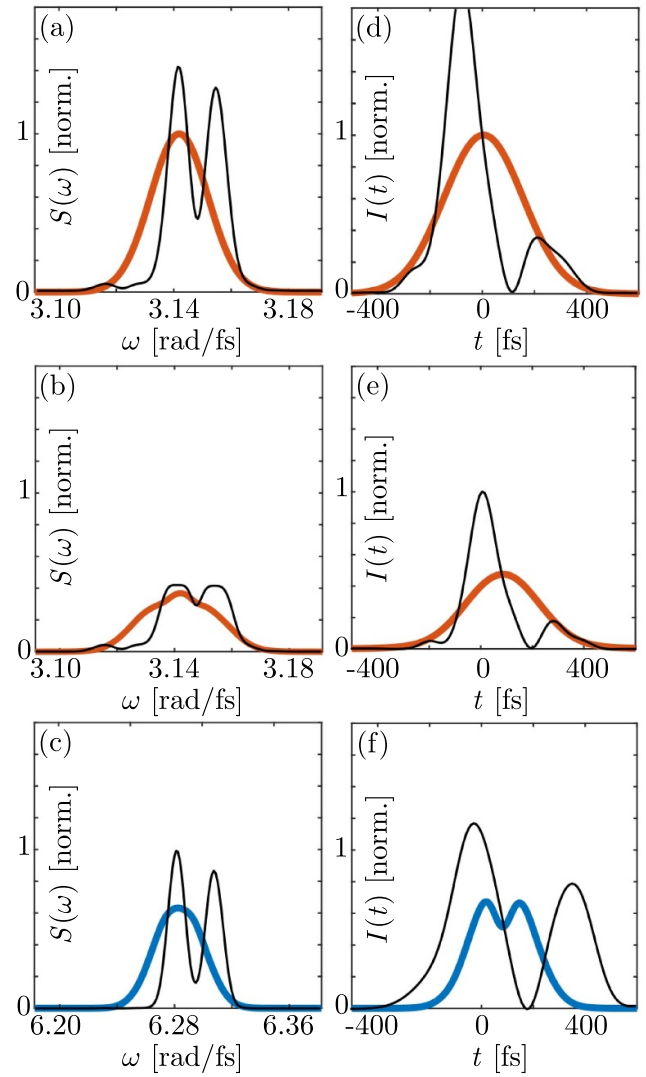 (a)
S(ω) [norm.]
1
0
3.10 3.14 3.18
ω [rad/fs]
(d)
I(t) [norm.]
1
0
-400 0 400
t [fs]
(b)
S(ω) [norm.]
1
0
3.10 3.14 3.18
ω [rad/fs]
(e)
I(t) [norm.]
1
0
-400 0 400
t [fs]
(c)
S(ω) [norm.]
1
0
6.20 6.28 6.36
ω [rad/fs]
(f)
I(t) [norm.]
1
0
-400 0 400
t [fs]